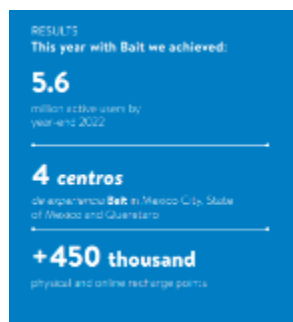 RESULTS
This year with Bait we achieved:
5.6
million active users by
year-end 2022
4 centros
de experiencia Bait in Mexico City, State
of Mexico and Queretaro
+450 thousand
physical and online recharge points